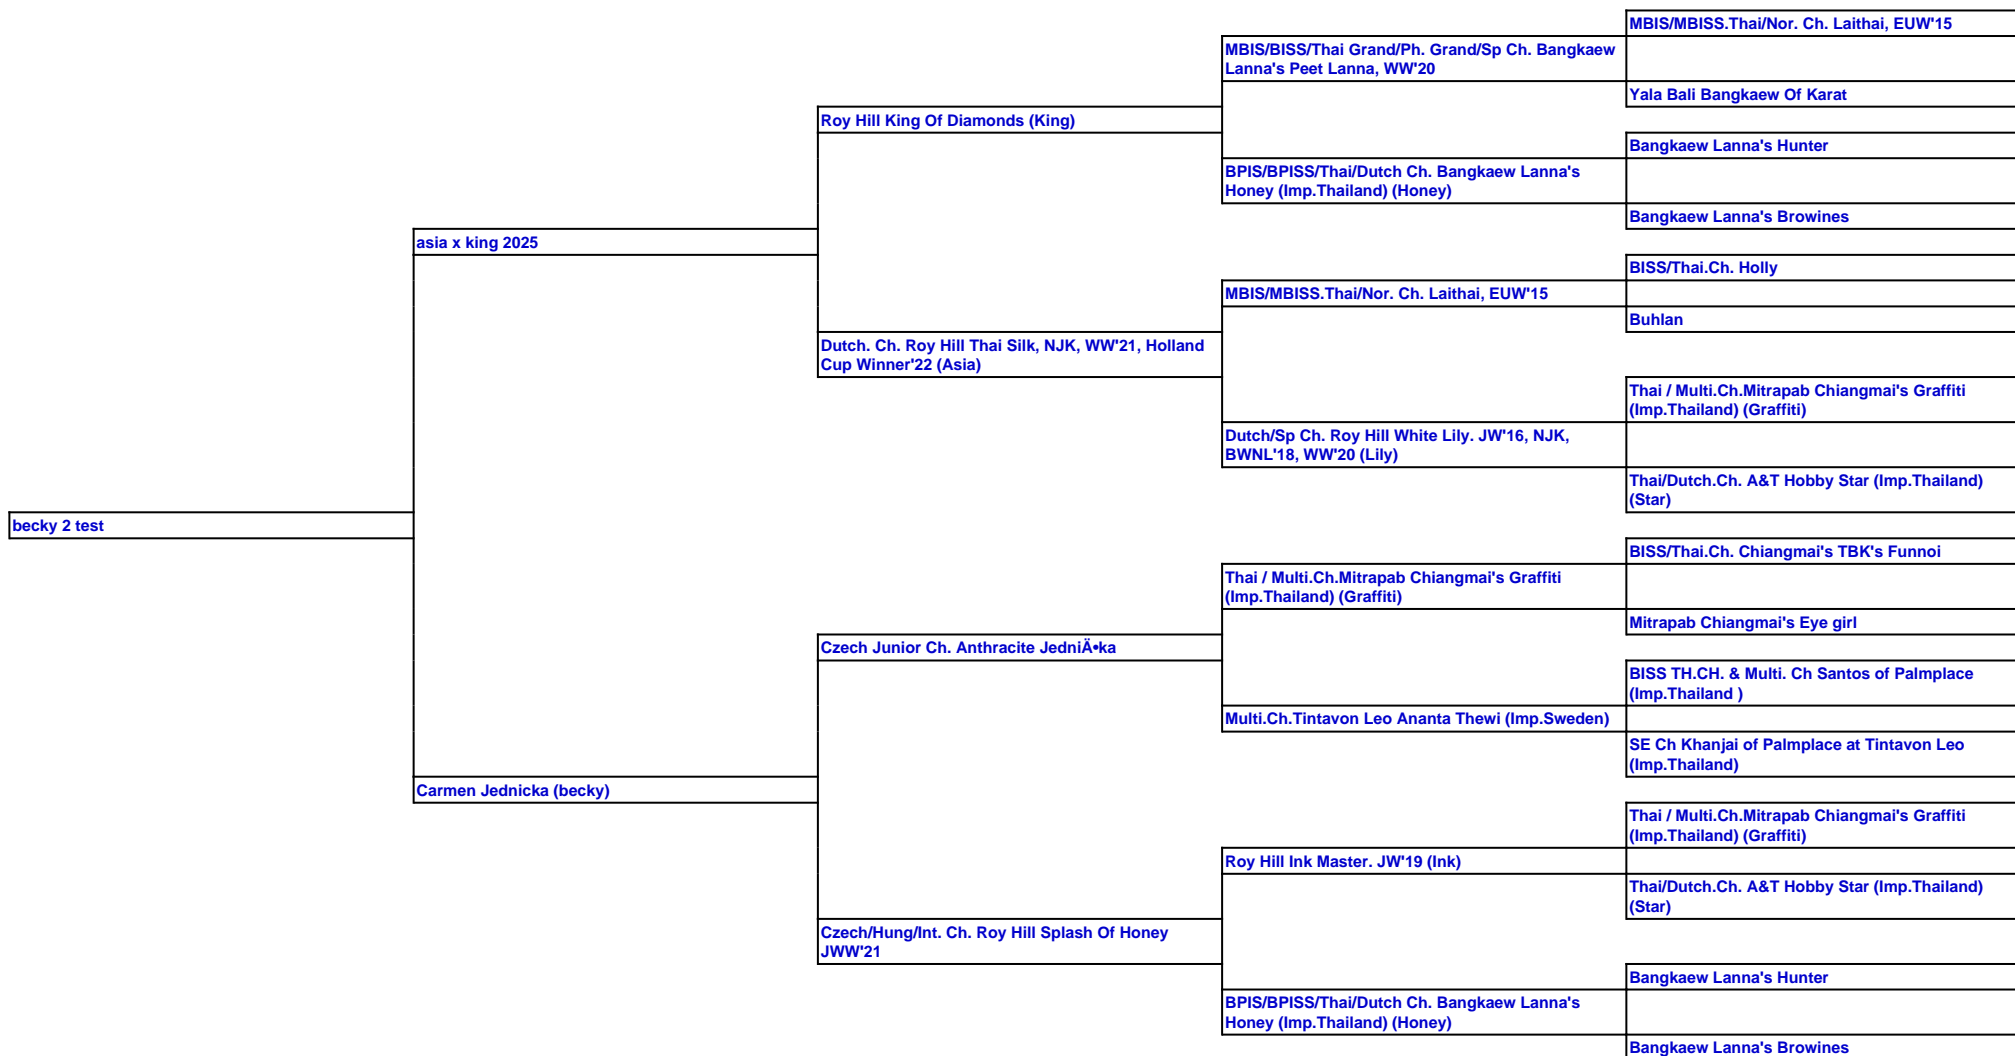 MBIS/MBISS.Thai/Nor. Ch. Laithai, EUW'15
MBIS/BISS/Thai Grand/Ph. Grand/Sp Ch. Bangkaew
Lanna's Peet Lanna, WW'20
Yala Bali Bangkaew Of Karat
Roy Hill King Of Diamonds (King)
Bangkaew Lanna's Hunter
BPIS/BPISS/Thai/Dutch Ch. Bangkaew Lanna's
Honey (Imp.Thailand) (Honey)
Bangkaew Lanna's Browines
asia x king 2025
BISS/Thai.Ch. Holly
MBIS/MBISS.Thai/Nor. Ch. Laithai, EUW'15
Buhlan
Dutch. Ch. Roy Hill Thai Silk, NJK, WW'21, Holland
Cup Winner'22 (Asia)
Thai / Multi.Ch.Mitrapab Chiangmai's Graffiti
(Imp.Thailand) (Graffiti)
Dutch/Sp Ch. Roy Hill White Lily. JW'16, NJK,
BWNL'18, WW'20 (Lily)
Thai/Dutch.Ch. A&T Hobby Star (Imp.Thailand)
(Star)
becky 2 test
BISS/Thai.Ch. Chiangmai's TBK's Funnoi
Thai / Multi.Ch.Mitrapab Chiangmai's Graffiti
(Imp.Thailand) (Graffiti)
Mitrapab Chiangmai's Eye girl
Czech Junior Ch. Anthracite JedniÄ•ka
BISS TH.CH. & Multi. Ch Santos of Palmplace
(Imp.Thailand )
Multi.Ch.Tintavon Leo Ananta Thewi (Imp.Sweden)
SE Ch Khanjai of Palmplace at Tintavon Leo
(Imp.Thailand)
Carmen Jednicka (becky)
Thai / Multi.Ch.Mitrapab Chiangmai's Graffiti
(Imp.Thailand) (Graffiti)
Roy Hill Ink Master. JW'19 (Ink)
Thai/Dutch.Ch. A&T Hobby Star (Imp.Thailand)
(Star)
Czech/Hung/Int. Ch. Roy Hill Splash Of Honey
JWW'21
Bangkaew Lanna's Hunter
BPIS/BPISS/Thai/Dutch Ch. Bangkaew Lanna's
Honey (Imp.Thailand) (Honey)
Bangkaew Lanna's Browines